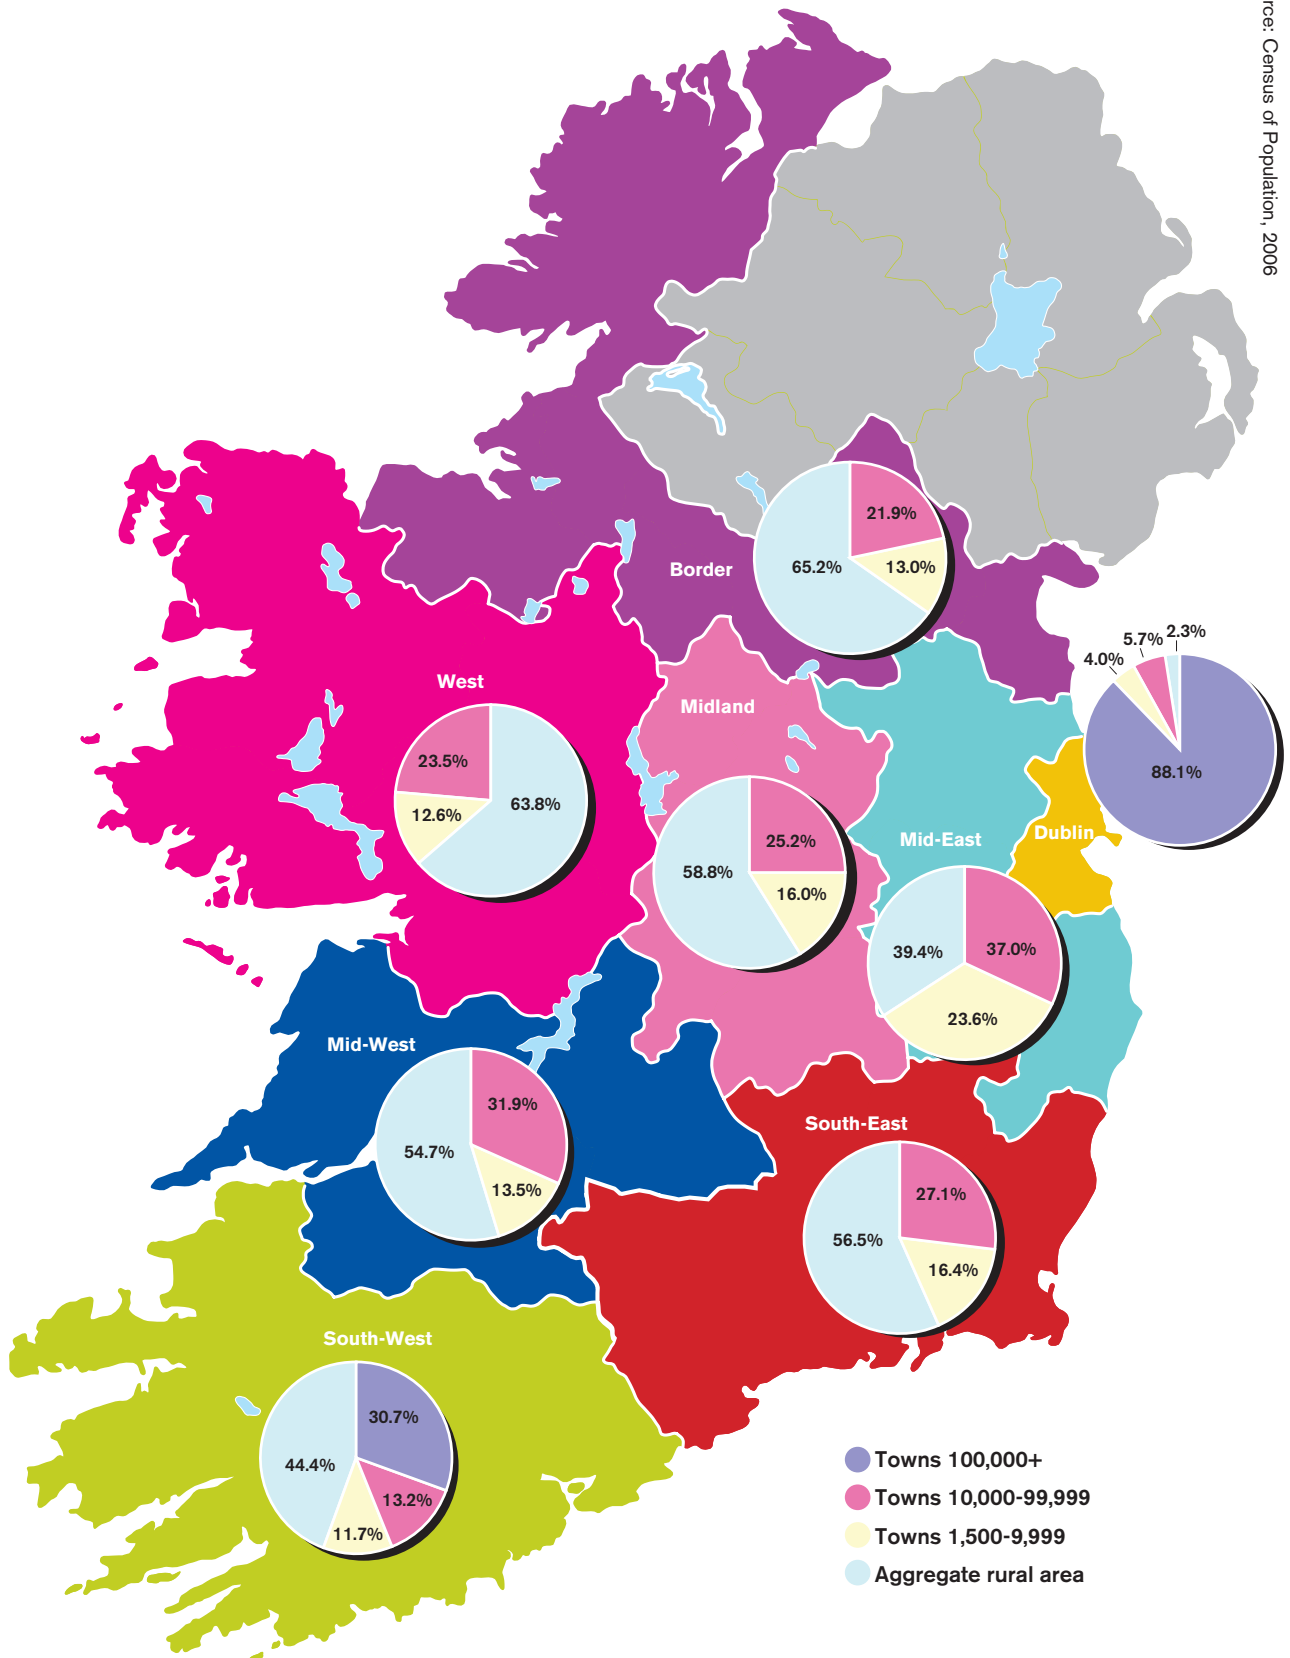 rce: Census of Population, 2006
21.9%
65.2%
13.0%
Border
5.7%
2.3%
4.0%
88.1%
West
23.5%
63.8%
12.6%
Midland
25.2%
58.8%
16.0%
Dublin
Mid-East
39.4%
37.0%
23.6%
Mid-West
31.9%
54.7%
13.5%
South-East
27.1%
56.5%
16.4%
South-West
30.7%
44.4%
13.2%
11.7%
Towns 100,000+
Towns 10,000-99,999
Towns 1,500-9,999
Aggregate rural area